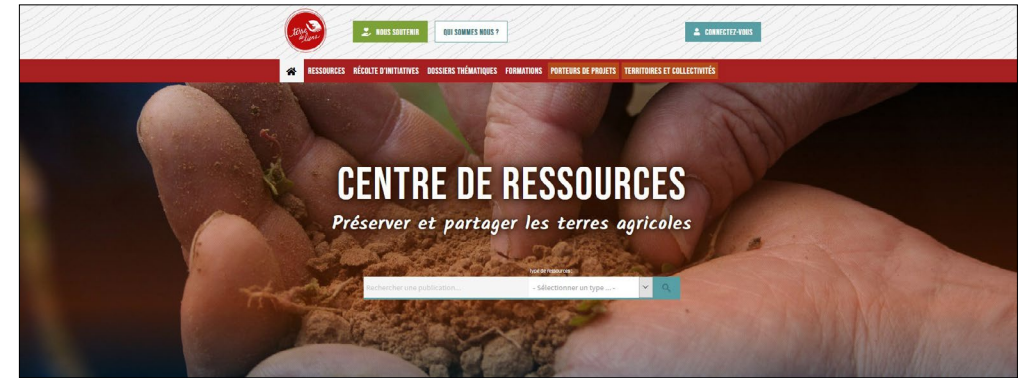 terre de liens
NOUS SOUTENIR
QUI SOMMES NOUS ?
CONNECTEZ-VOUS
RESSOURCES RÉCOLTE D'INITIATIVES DOSSIERS THÉMATIQUES FORMATIONS PORTEURS DE PROJETS TERRITOIRES ET COLLECTIVITÉS
CENTRE DE RESSOURCES
Préserver et partager les terres agricoles
Type de ressources :
Rechercher une publication...
- Sélectionner un type ... -